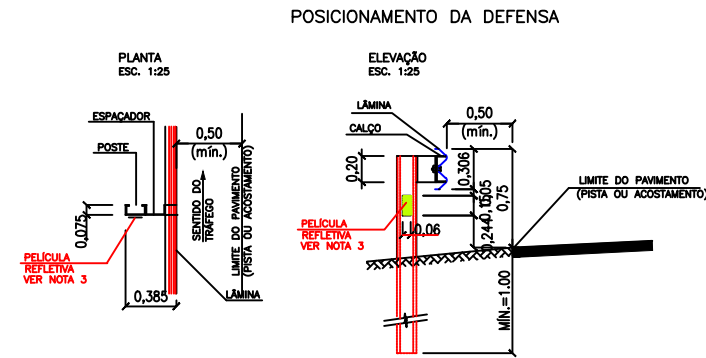 POSICIONAMENTO DA DEFENSA
PLANTA
ESC. 1:25
ESPAÇADOR
POSTE
0,50
(mín.)
SENTIDO DO
TRÁFEGO
LIMITE DO PAVIMENTO
(PISTA OU ACOSTAMENTO)
0,075
PELÍCULA
REFLETIVA
VER NOTA 3
0,385
LÂMINA
ELEVAÇÃO
ESC. 1:25
LÂMINA
CALÇO
0,50
(mín.)
0,20
0,306
0,75
LIMITE DO PAVIMENTO
(PISTA OU ACOSTAMENTO)
PELÍCULA
REFLETIVA
VER NOTA 3
0,06
MÍN.=1.00